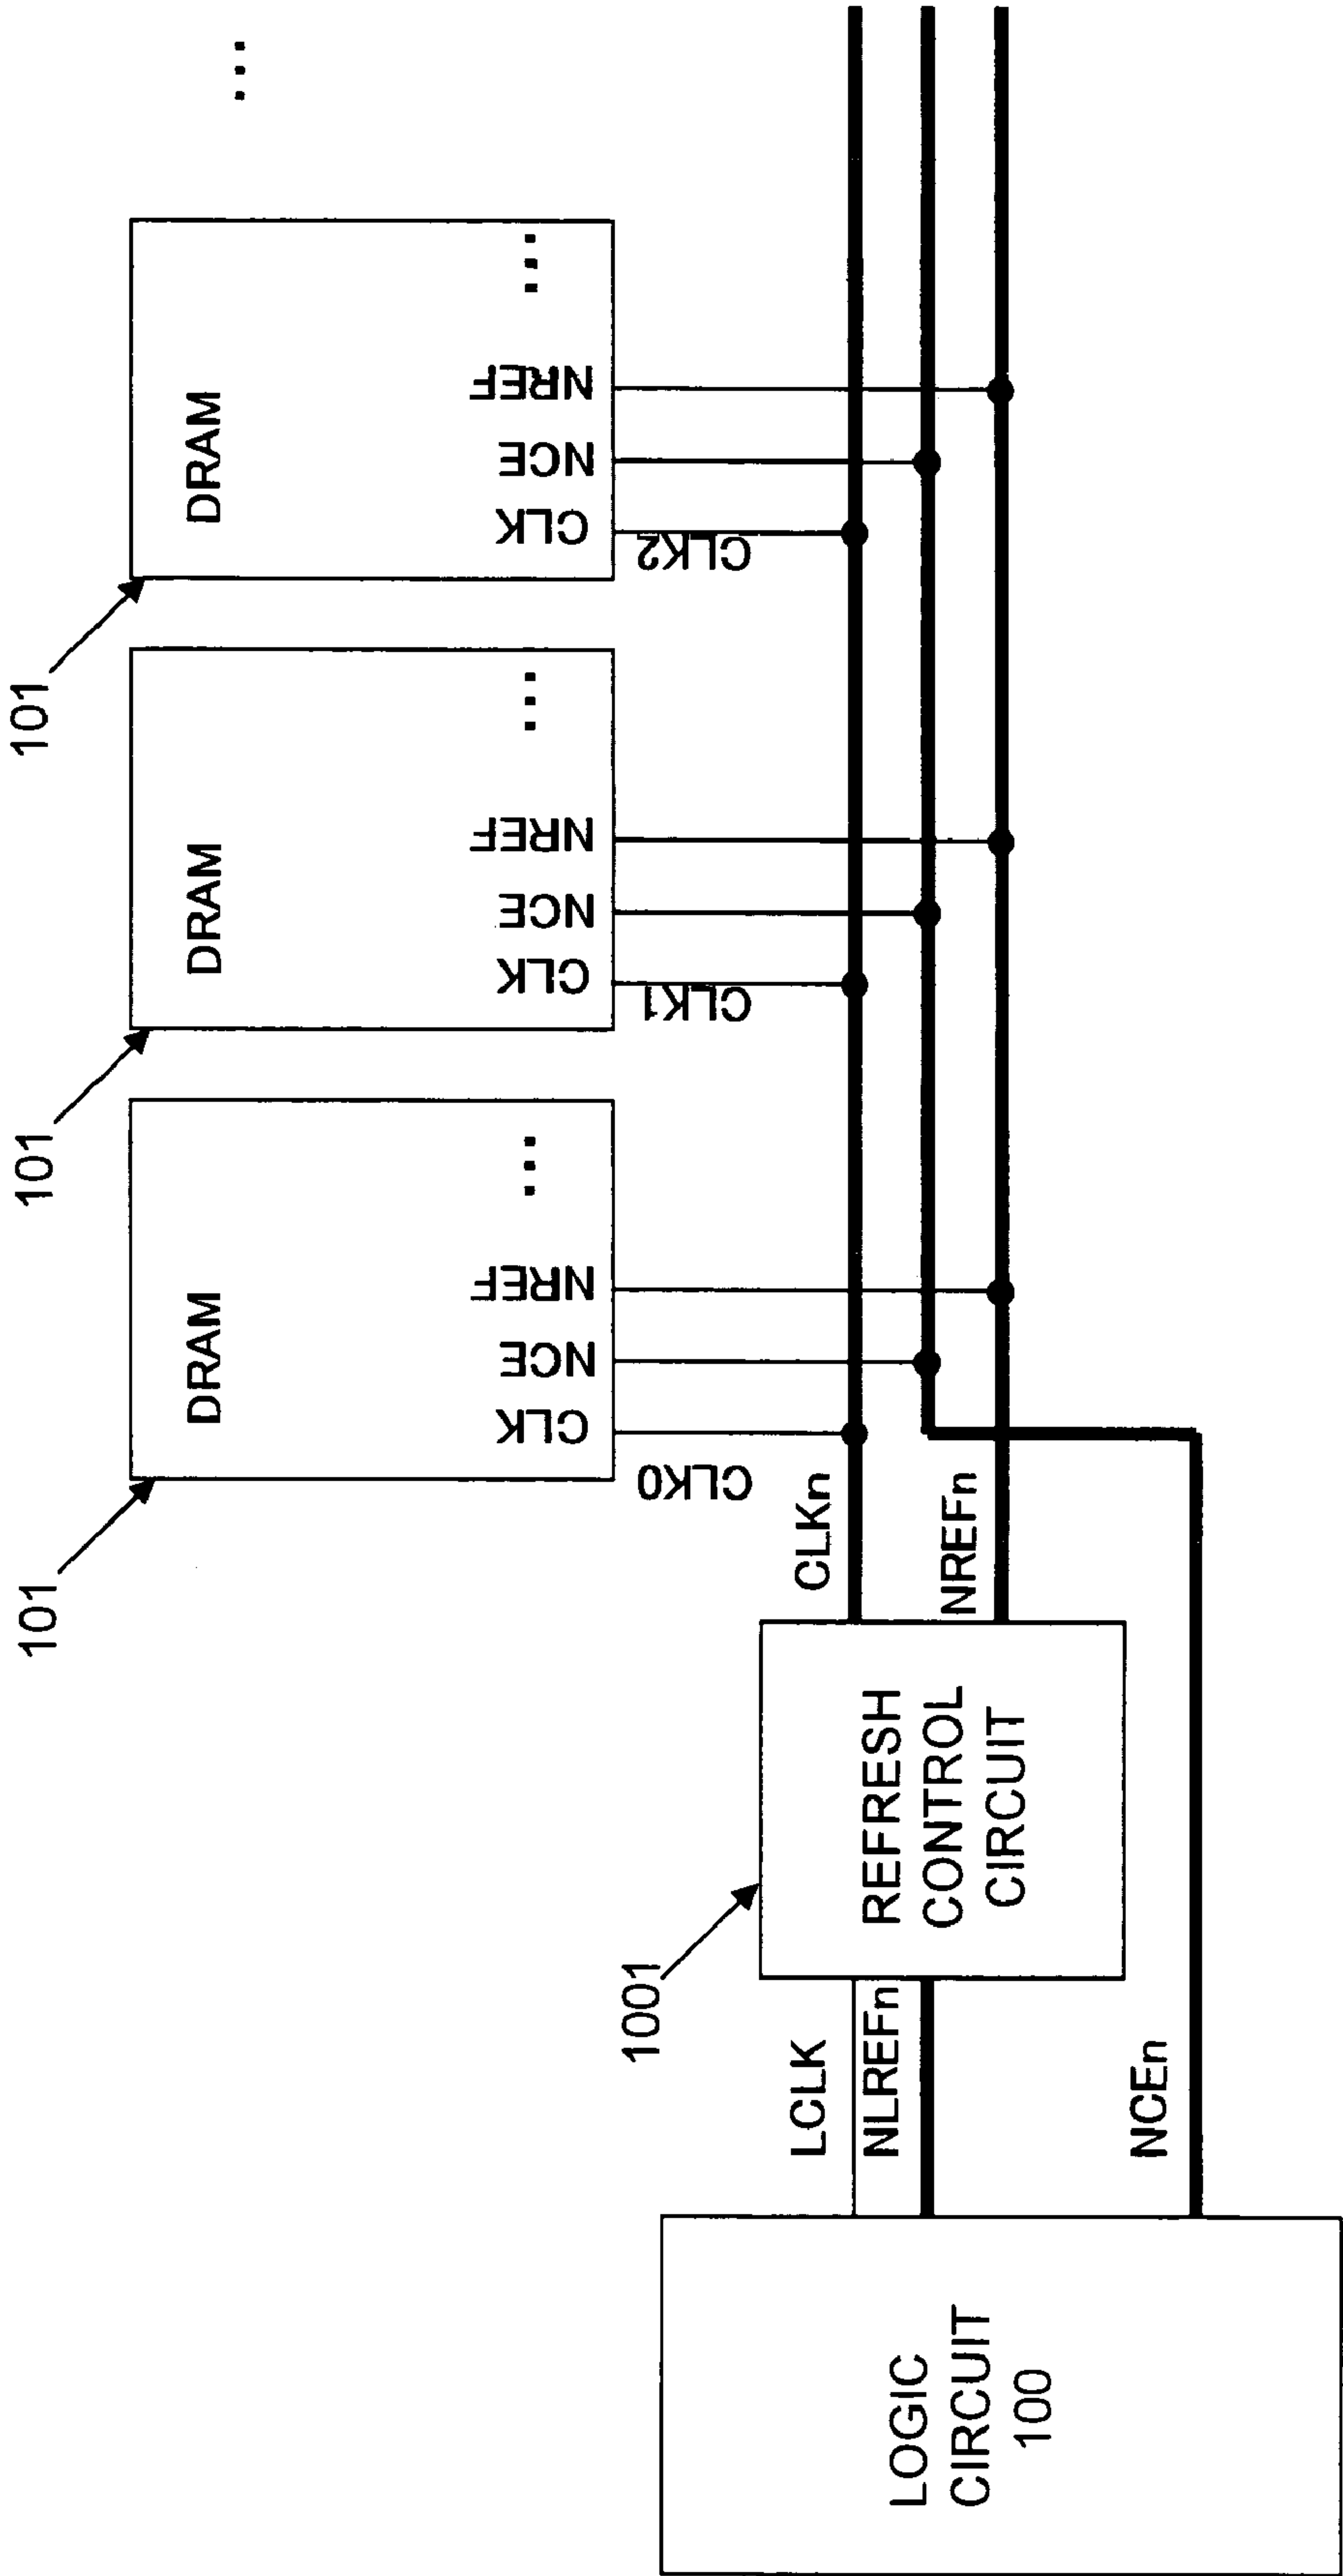 101
101
101
DRAM
DRAM
DRAM
...
CLK NCE NREF ...
CLK NCE NREF ...
CLK NCE NREF ...
CLK0
CLK1
CLK2
1001
LCLK
NLREFn
CLKn
NREFn
REFRESH
CONTROL
CIRCUIT
NCEn
LOGIC
CIRCUIT
100